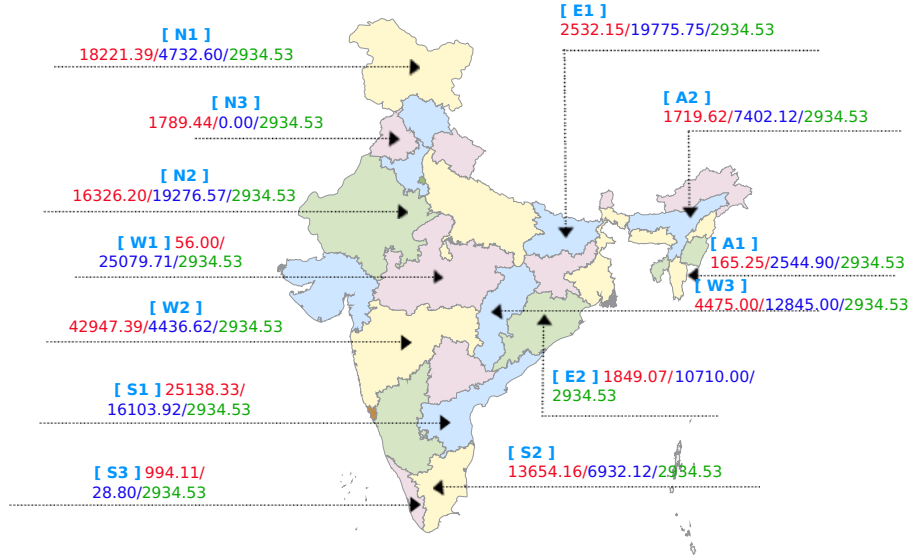 [ E1 ]
2532.15/19775.75/2934.53
[ N1 ]
18221.39/4732.60/2934.53
[ A2 ]
1719.62/7402.12/2934.53
[ N3 ]
1789.44/0.00/2934.53
[ N2 ]
16326.20/19276.57/2934.53
[ W1 ] 56.00/
25079.71/2934.53
[ A1 ]
165.25/2544.90/2934.53
[ W3 ]
4475.00/12845.00/2934.53
[ W2 ]
42947.39/4436.62/2934.53
[ E2 ] 1849.07/10710.00/
2934.53
[ S1 ] 25138.33/
16103.92/2934.53
[ S2 ]
13654.16/6932.12/2934.53
[ S3 ] 994.11/
28.80/2934.53